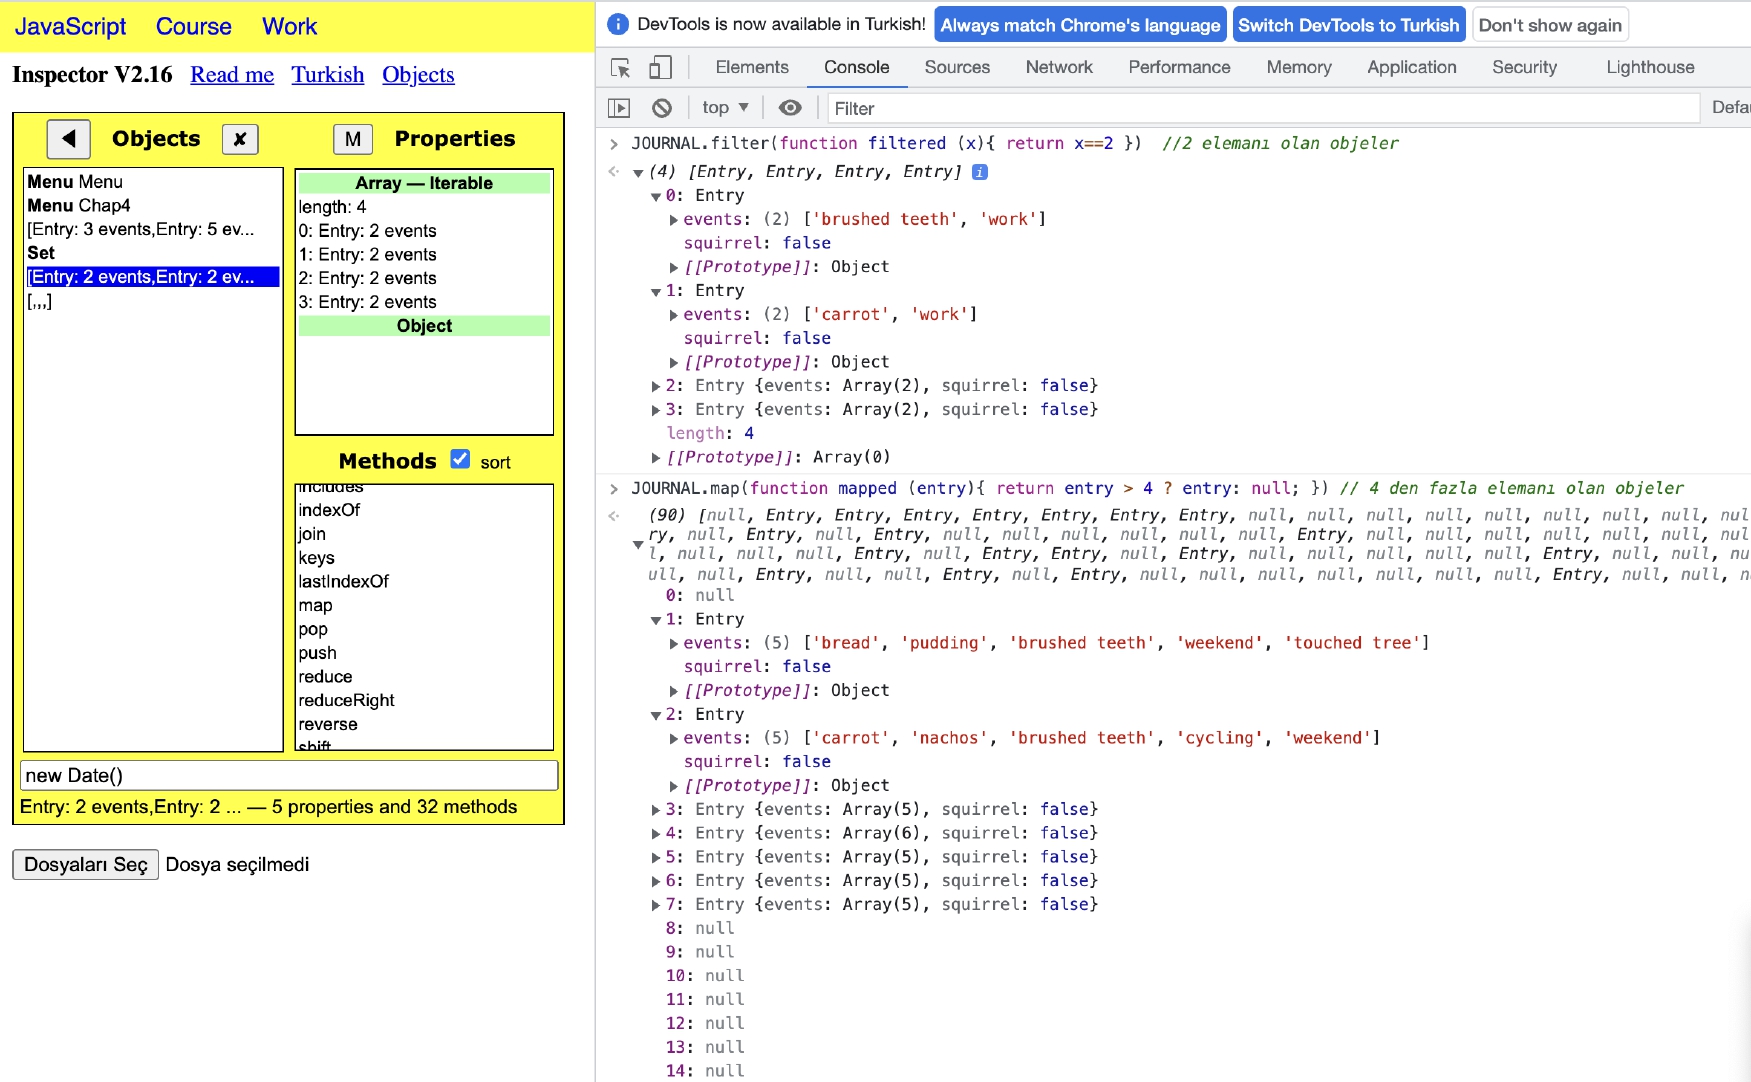 JavaScript Course Work
Inspector V2.16 Read me Turkish Objects
◀ Objects ✘
Menu Menu
Menu Chap4
[Entry: 3 events,Entry: 5 ev...
Set
[Entry: 2 events,Entry: 2 ev...
[,,,]
M Properties
Array — Iterable
length: 4
0: Entry: 2 events
1: Entry: 2 events
2: Entry: 2 events
3: Entry: 2 events
Object
Methods sort
includes
indexOf
join
keys
lastIndexOf
map
pop
push
reduce
reduceRight
reverse
shift
new Date()
Entry: 2 events,Entry: 2 ... — 5 properties and 32 methods
Dosyaları Seç Dosya seçilmedi
DevTools is now available in Turkish! Always match Chrome's language Switch DevTools to Turkish Don't show again
Elements Console Sources Network Performance Memory Application Security Lighthouse
top ▼ Filter Defa
> JOURNAL.filter(function filtered (x){ return x==2 }) //2 elemanı olan objeler
(4) [Entry, Entry, Entry, Entry] i
0: Entry
events: (2) ['brushed teeth', 'work']
squirrel: false
[[Prototype]]: Object
1: Entry
events: (2) ['carrot', 'work']
squirrel: false
[[Prototype]]: Object
2: Entry {events: Array(2), squirrel: false}
3: Entry {events: Array(2), squirrel: false}
length: 4
[[Prototype]]: Array(0)
> JOURNAL.map(function mapped (entry){ return entry > 4 ? entry: null; }) // 4 den fazla elemanı olan objeler
(90) [null, Entry, Entry, Entry, Entry, Entry, Entry, Entry, null, null, null, null, null, null, null, null, nul
ry, null, Entry, null, Entry, null, null, null, null, null, null, Entry, null, null, null, null, null, null, nul
l, null, null, null, Entry, null, Entry, Entry, null, Entry, null, null, null, null, null, Entry, null, null, nu
ull, null, Entry, null, null, Entry, null, Entry, null, null, null, null, null, null, null, Entry, null, null, n
0: null
1: Entry
events: (5) ['bread', 'pudding', 'brushed teeth', 'weekend', 'touched tree']
squirrel: false
[[Prototype]]: Object
2: Entry
events: (5) ['carrot', 'nachos', 'brushed teeth', 'cycling', 'weekend']
squirrel: false
[[Prototype]]: Object
3: Entry {events: Array(5), squirrel: false}
4: Entry {events: Array(6), squirrel: false}
5: Entry {events: Array(5), squirrel: false}
6: Entry {events: Array(5), squirrel: false}
7: Entry {events: Array(5), squirrel: false}
8: null
9: null
10: null
11: null
12: null
13: null
14: null